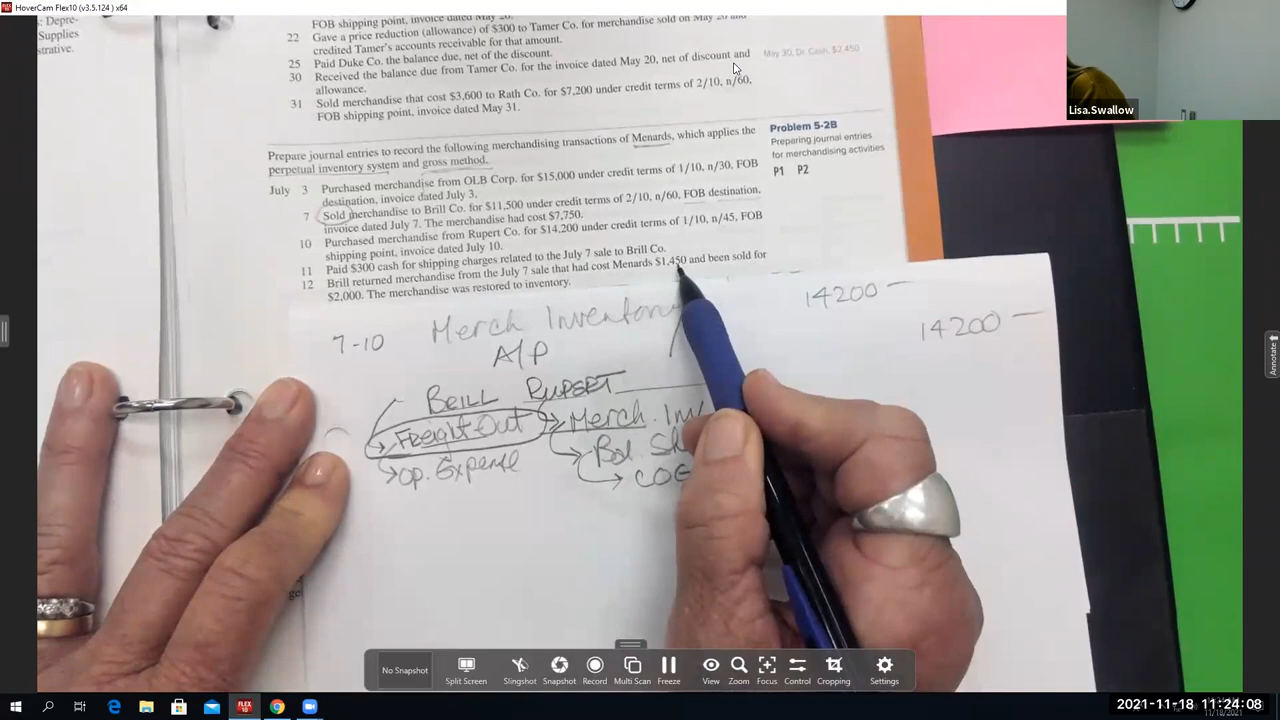 HoverCam Flex10 (v3.5.124) x64
: Depre-
Supplies
strative.
FOB shipping point, invoice dated May 20.
22 Gave a price reduction (allowance) of $300 to Tamer Co. for merchandise sold on May 20 and
credited Tamer's accounts receivable for that amount.
25 Paid Duke Co. the balance due, net of the discount.
30 Received the balance due from Tamer Co. for the invoice dated May 20, net of discount and
allowance.
May 30, Dr. Cash, $2,450
31 Sold merchandise that cost $3,600 to Rath Co. for $7,200 under credit terms of 2/10, n/60,
FOB shipping point, invoice dated May 31.
Problem 5-2B
Preparing journal entries
for merchandising activities
P1 P2
Prepare journal entries to record the following merchandising transactions of Menards, which applies the
perpetual inventory system and gross method.
July 3 Purchased merchandise from OLB Corp. for $15,000 under credit terms of 1/10, n/30, FOB
destination, invoice dated July 3.
7 Sold merchandise to Brill Co. for $11,500 under credit terms of 2/10, n/60, FOB destination,
invoice dated July 7. The merchandise had cost $7,750.
10 Purchased merchandise from Rupert Co. for $14,200 under credit terms of 1/10, n/45, FOB
shipping point, invoice dated July 10.
11 Paid $300 cash for shipping charges related to the July 7 sale to Brill Co.
12 Brill returned merchandise from the July 7 sale that had cost Menards $1,450 and been sold for
$2,000. The merchandise was restored to inventory.
7-10 Merch Inventory 14200 —
A/P 14200 —
BRILL RUPERT
Freight Out Merch. Inv
Op. Expense Bal. Sh
COG
Lisa.Swallow
Annotate
No Snapshot
Split Screen
Slingshot
Snapshot
Record
Multi Scan
Freeze
View
Zoom
Focus
Control
Cropping
Settings
FLEX
10
2021-11-18 11:24:08